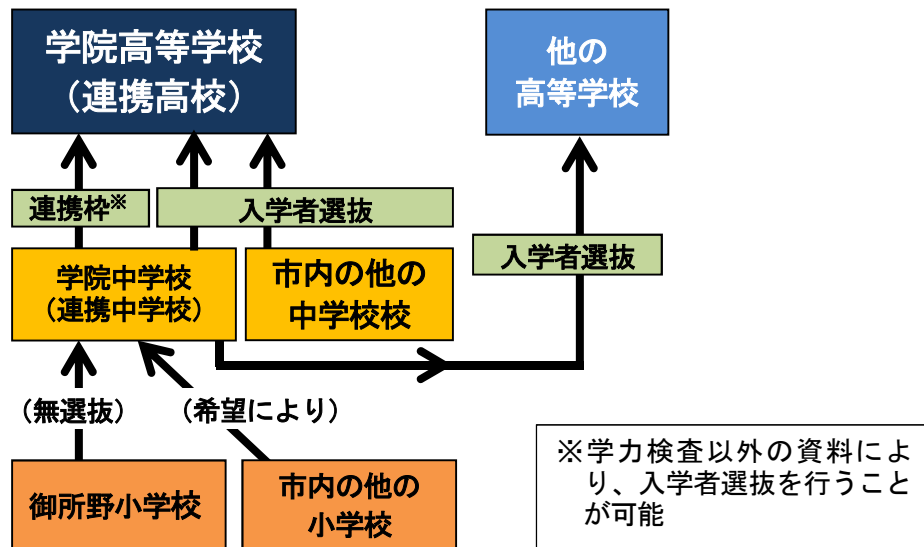 学院高等学校
（連携高校）
他の
高等学校
連携枠※
入学者選抜
入学者選抜
学院中学校
（連携中学校）
市内の他の
中学校校
（無選抜）
（希望により）
御所野小学校
市内の他の
小学校
※学力検査以外の資料によ
り、入学者選抜を行うこと
が可能